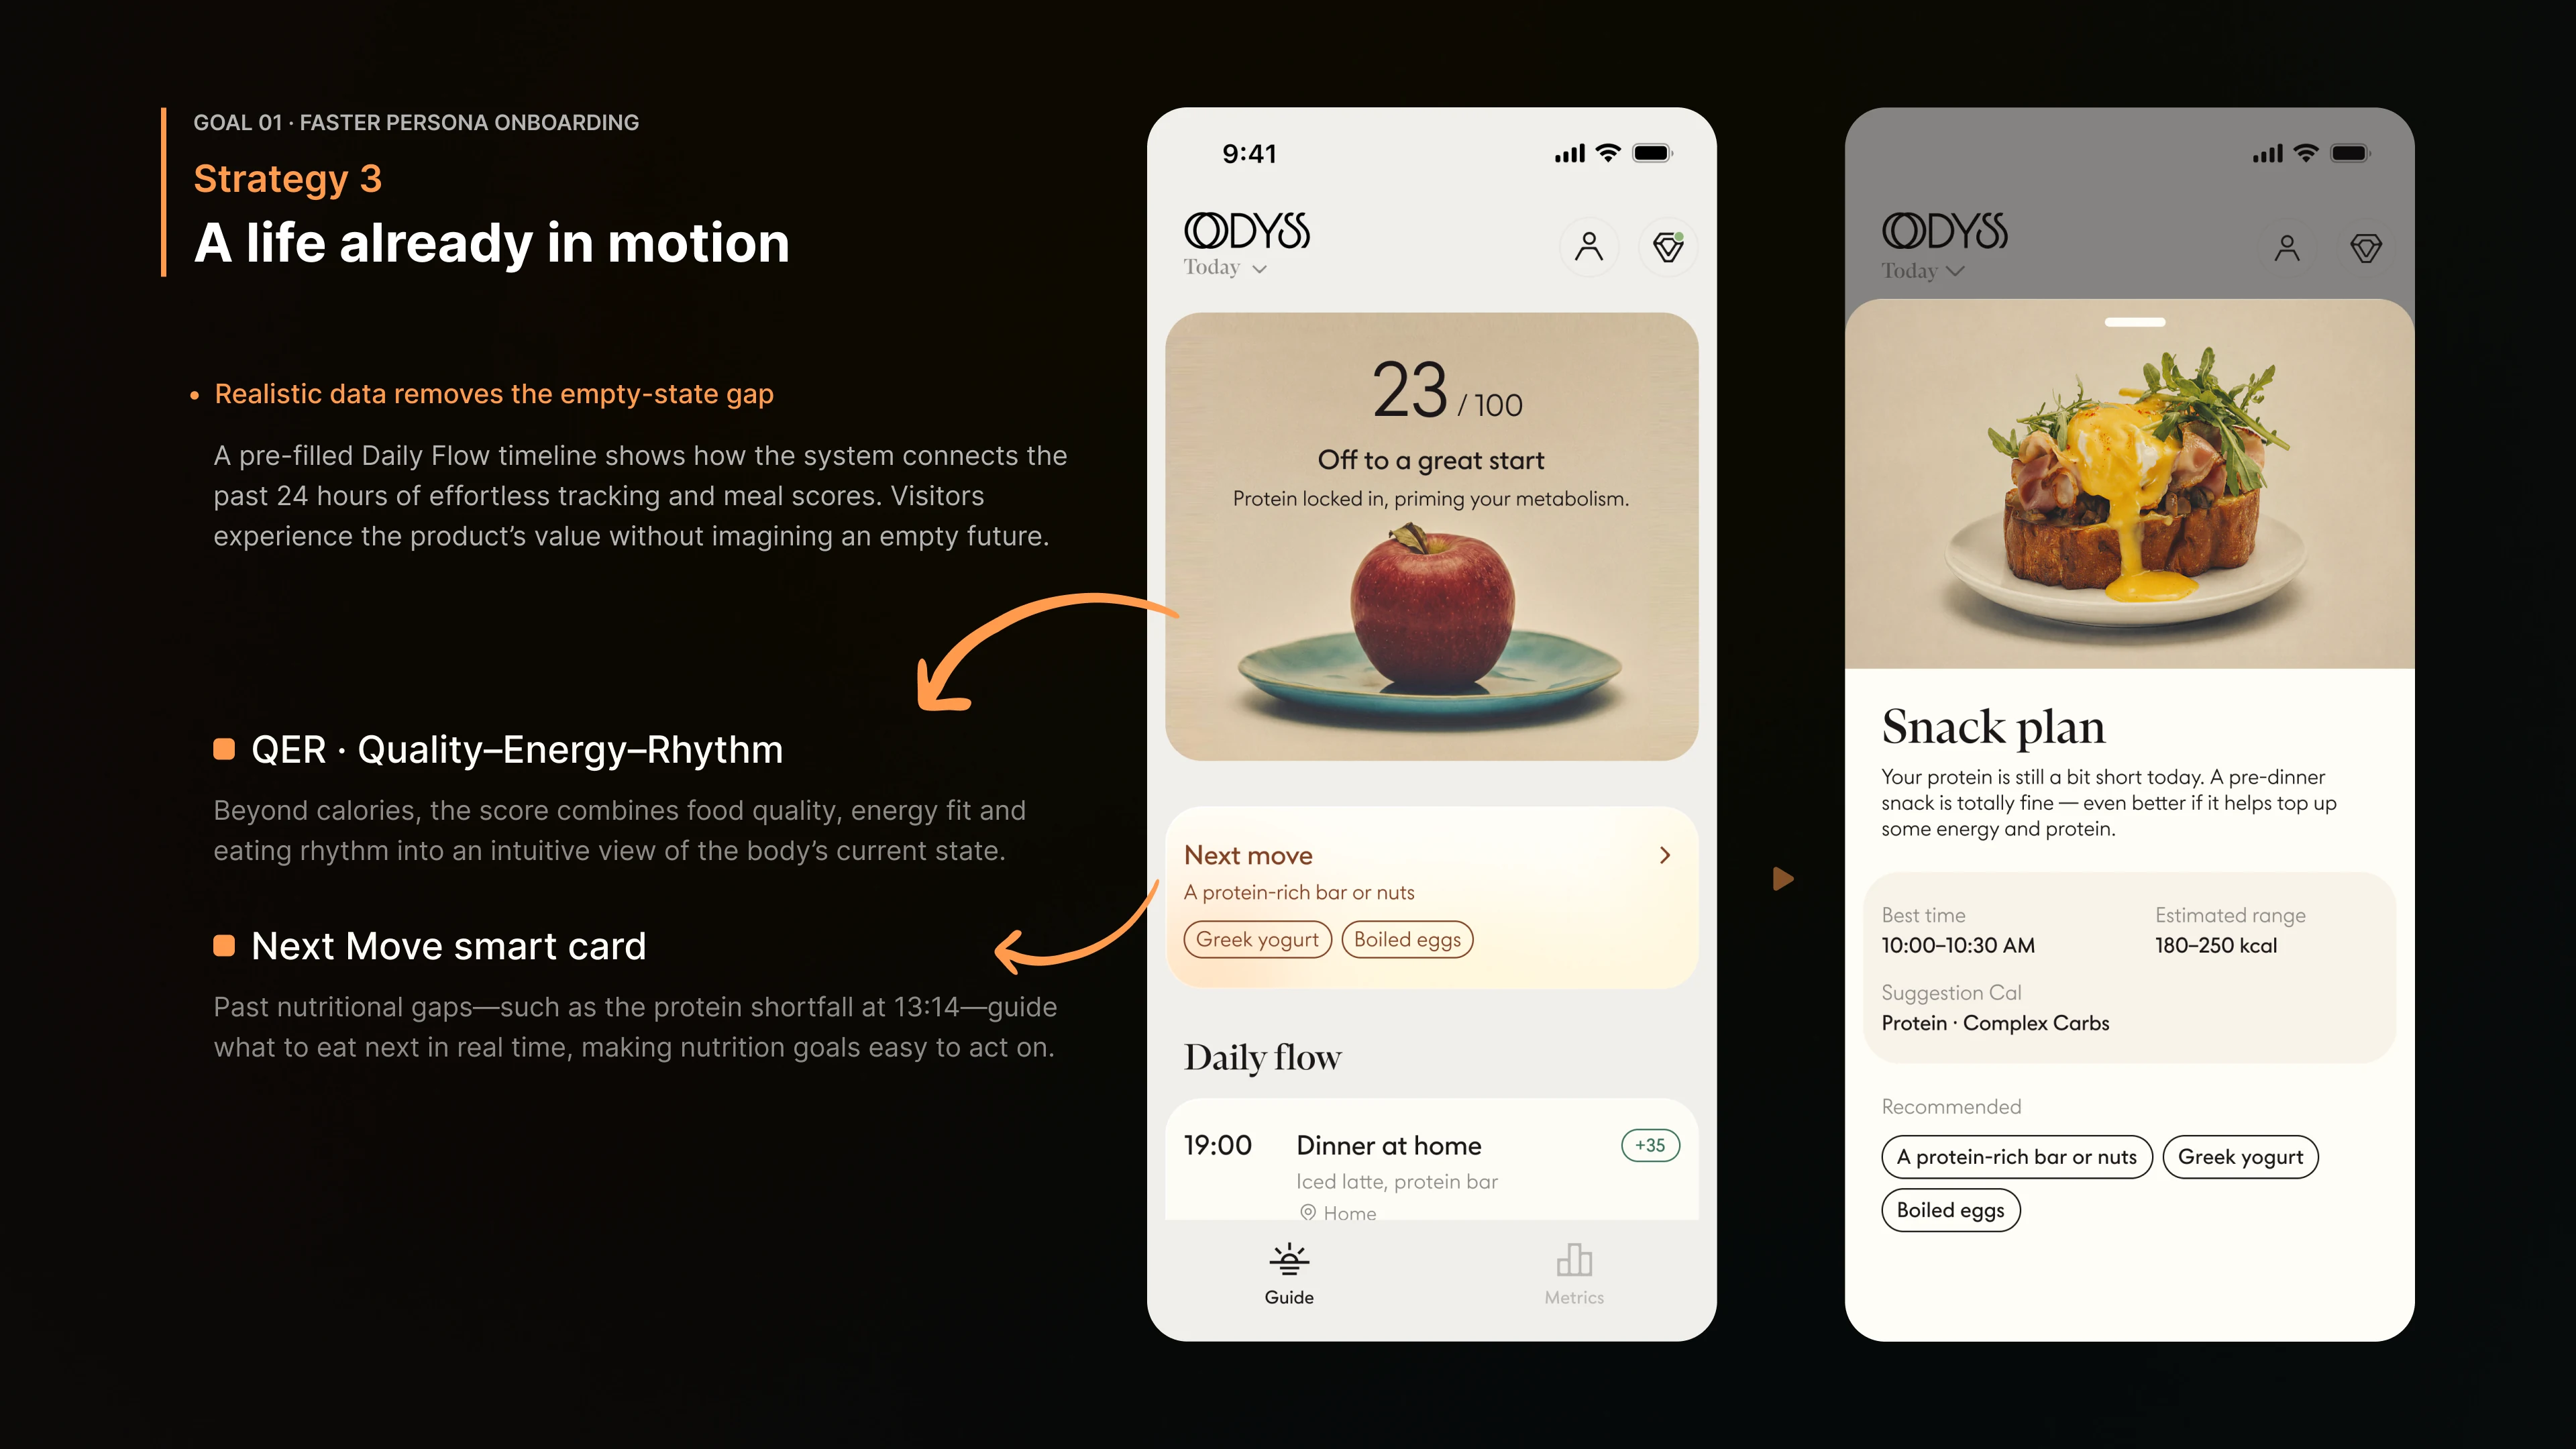 GOAL 01 · FASTER PERSONA ONBOARDING
Strategy 3
A life already in motion
• Realistic data removes the empty-state gap
A pre-filled Daily Flow timeline shows how the system connects the
past 24 hours of effortless tracking and meal scores. Visitors
experience the product’s value without imagining an empty future.
QER · Quality–Energy–Rhythm
Beyond calories, the score combines food quality, energy fit and
eating rhythm into an intuitive view of the body’s current state.
Next Move smart card
Past nutritional gaps—such as the protein shortfall at 13:14—guide
what to eat next in real time, making nutrition goals easy to act on.
9:41
ODYSS
Today
23 / 100
Off to a great start
Protein locked in, priming your metabolism.
Next move
A protein-rich bar or nuts
Greek yogurt
Boiled eggs
Daily flow
19:00 Dinner at home +35
Iced latte, protein bar
Home
Guide
Metrics
ODYSS
Today
Snack plan
Your protein is still a bit short today. A pre-dinner
snack is totally fine — even better if it helps top up
some energy and protein.
Best time
10:00–10:30 AM
Estimated range
180–250 kcal
Suggestion Cal
Protein · Complex Carbs
Recommended
A protein-rich bar or nuts
Greek yogurt
Boiled eggs